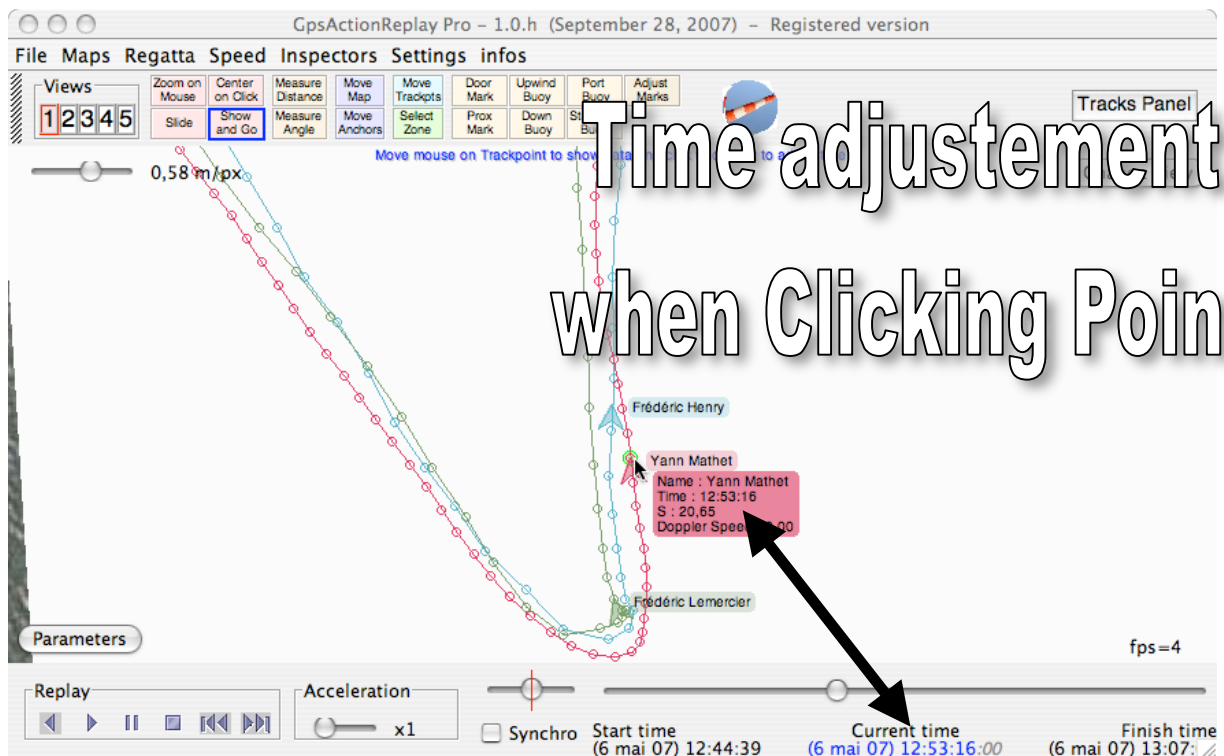 GpsActionReplay Pro – 1.0.h (September 28, 2007) – Registered version
File Maps Regatta Speed Inspectors Settings infos
Views
1 2 3 4 5
Zoom on Mouse
Center on Click
Measure Distance
Move Map
Move Trackpts
Door Mark
Upwind Buoy
Port Buoy
Adjust Marks
Slide
Show and Go
Measure Angle
Move Anchors
Select Zone
Prox Mark
Down Buoy
Tracks Panel
Move mouse on Trackpoint to show
0,58 m/px
Time adjustement
when Clicking Poin
Frédéric Henry
Yann Mathet
Name : Yann Mathet
Time : 12:53:16
S : 20,65
Doppler Speed
Frédéric Lemercier
Parameters
fps=4
Replay
Acceleration
x1
Synchro
Start time
(6 mai 07) 12:44:39
Current time
(6 mai 07) 12:53:16:00
Finish time
(6 mai 07) 13:07: